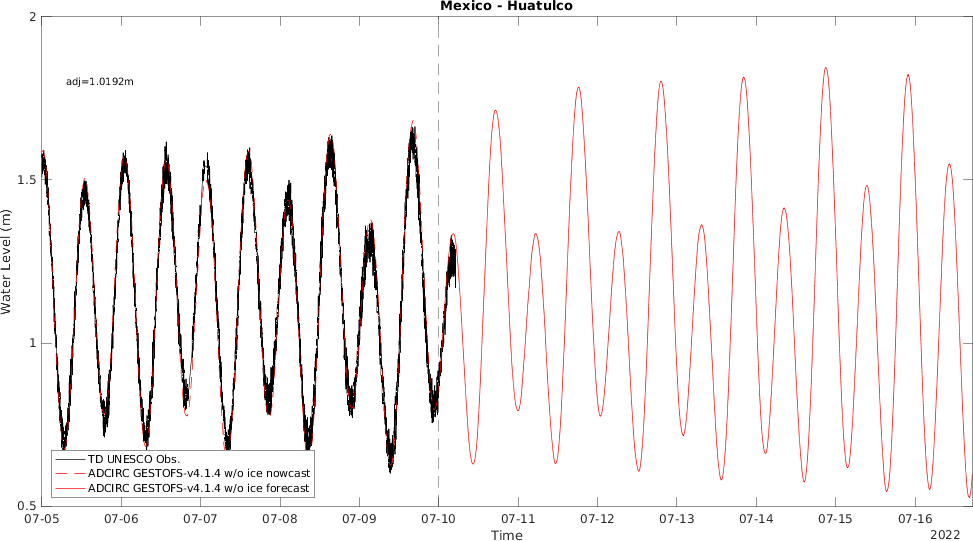 Mexico - Huatulco
2
adj=1.0192m
1.5
Water Level (m)
1
TD UNESCO Obs.
ADCIRC GESTOFS-v4.1.4 w/o ice nowcast
ADCIRC GESTOFS-v4.1.4 w/o ice forecast
0.5
07-05 07-06 07-07 07-08 07-09 07-10 07-11 07-12 07-13 07-14 07-15 07-16
Time
2022